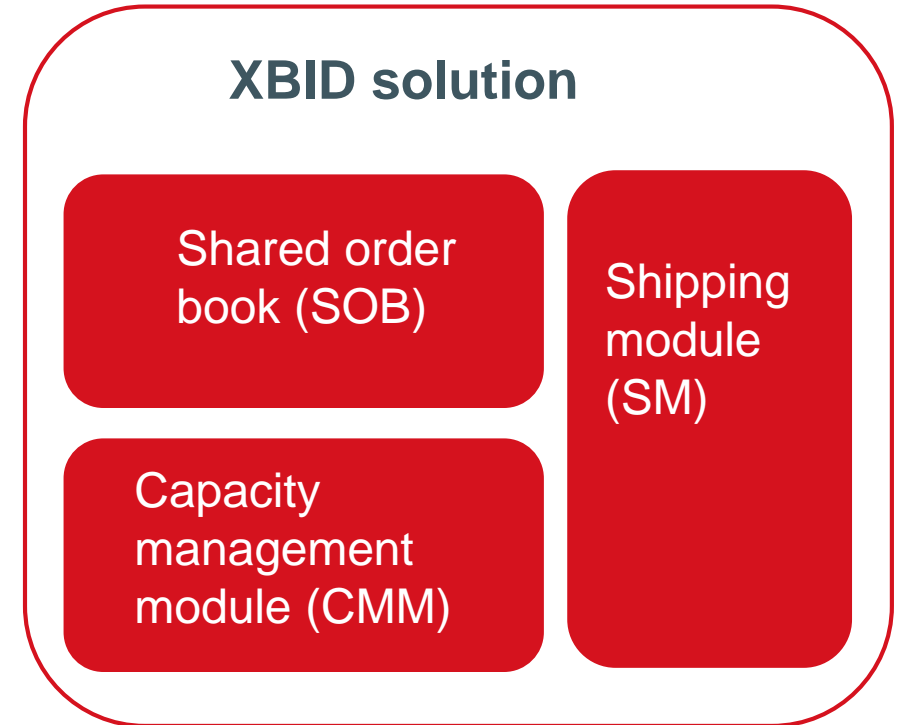 XBID solution
Shared order
book (SOB)
Capacity
management
module (CMM)
Shipping
module
(SM)